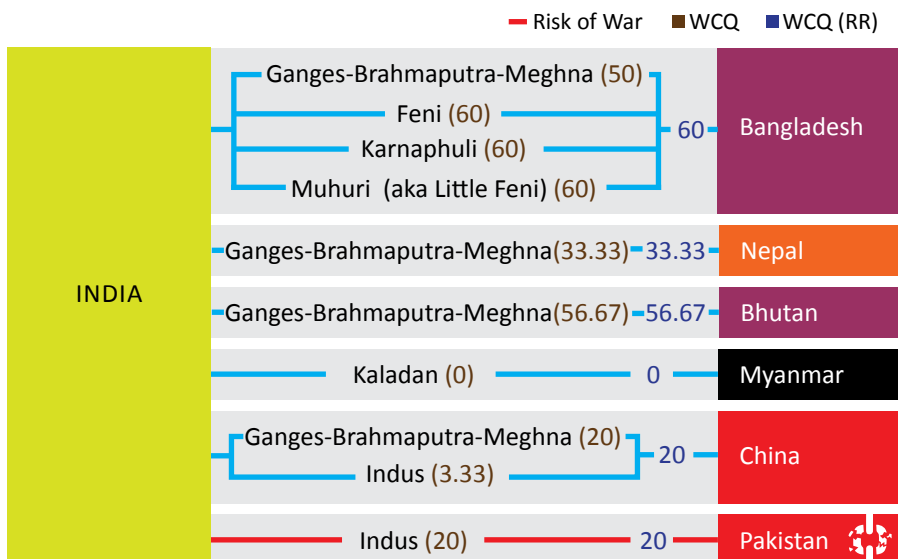 Risk of War WCQ WCQ (RR)
INDIA
Ganges-Brahmaputra-Meghna (50)
Feni (60)
Karnaphuli (60)
Muhuri (aka Little Feni) (60)
60
Bangladesh
Ganges-Brahmaputra-Meghna(33.33) 33.33 Nepal
Ganges-Brahmaputra-Meghna(56.67) 56.67 Bhutan
Kaladan (0) 0 Myanmar
Ganges-Brahmaputra-Meghna (20)
Indus (3.33)
20
China
Indus (20) 20 Pakistan